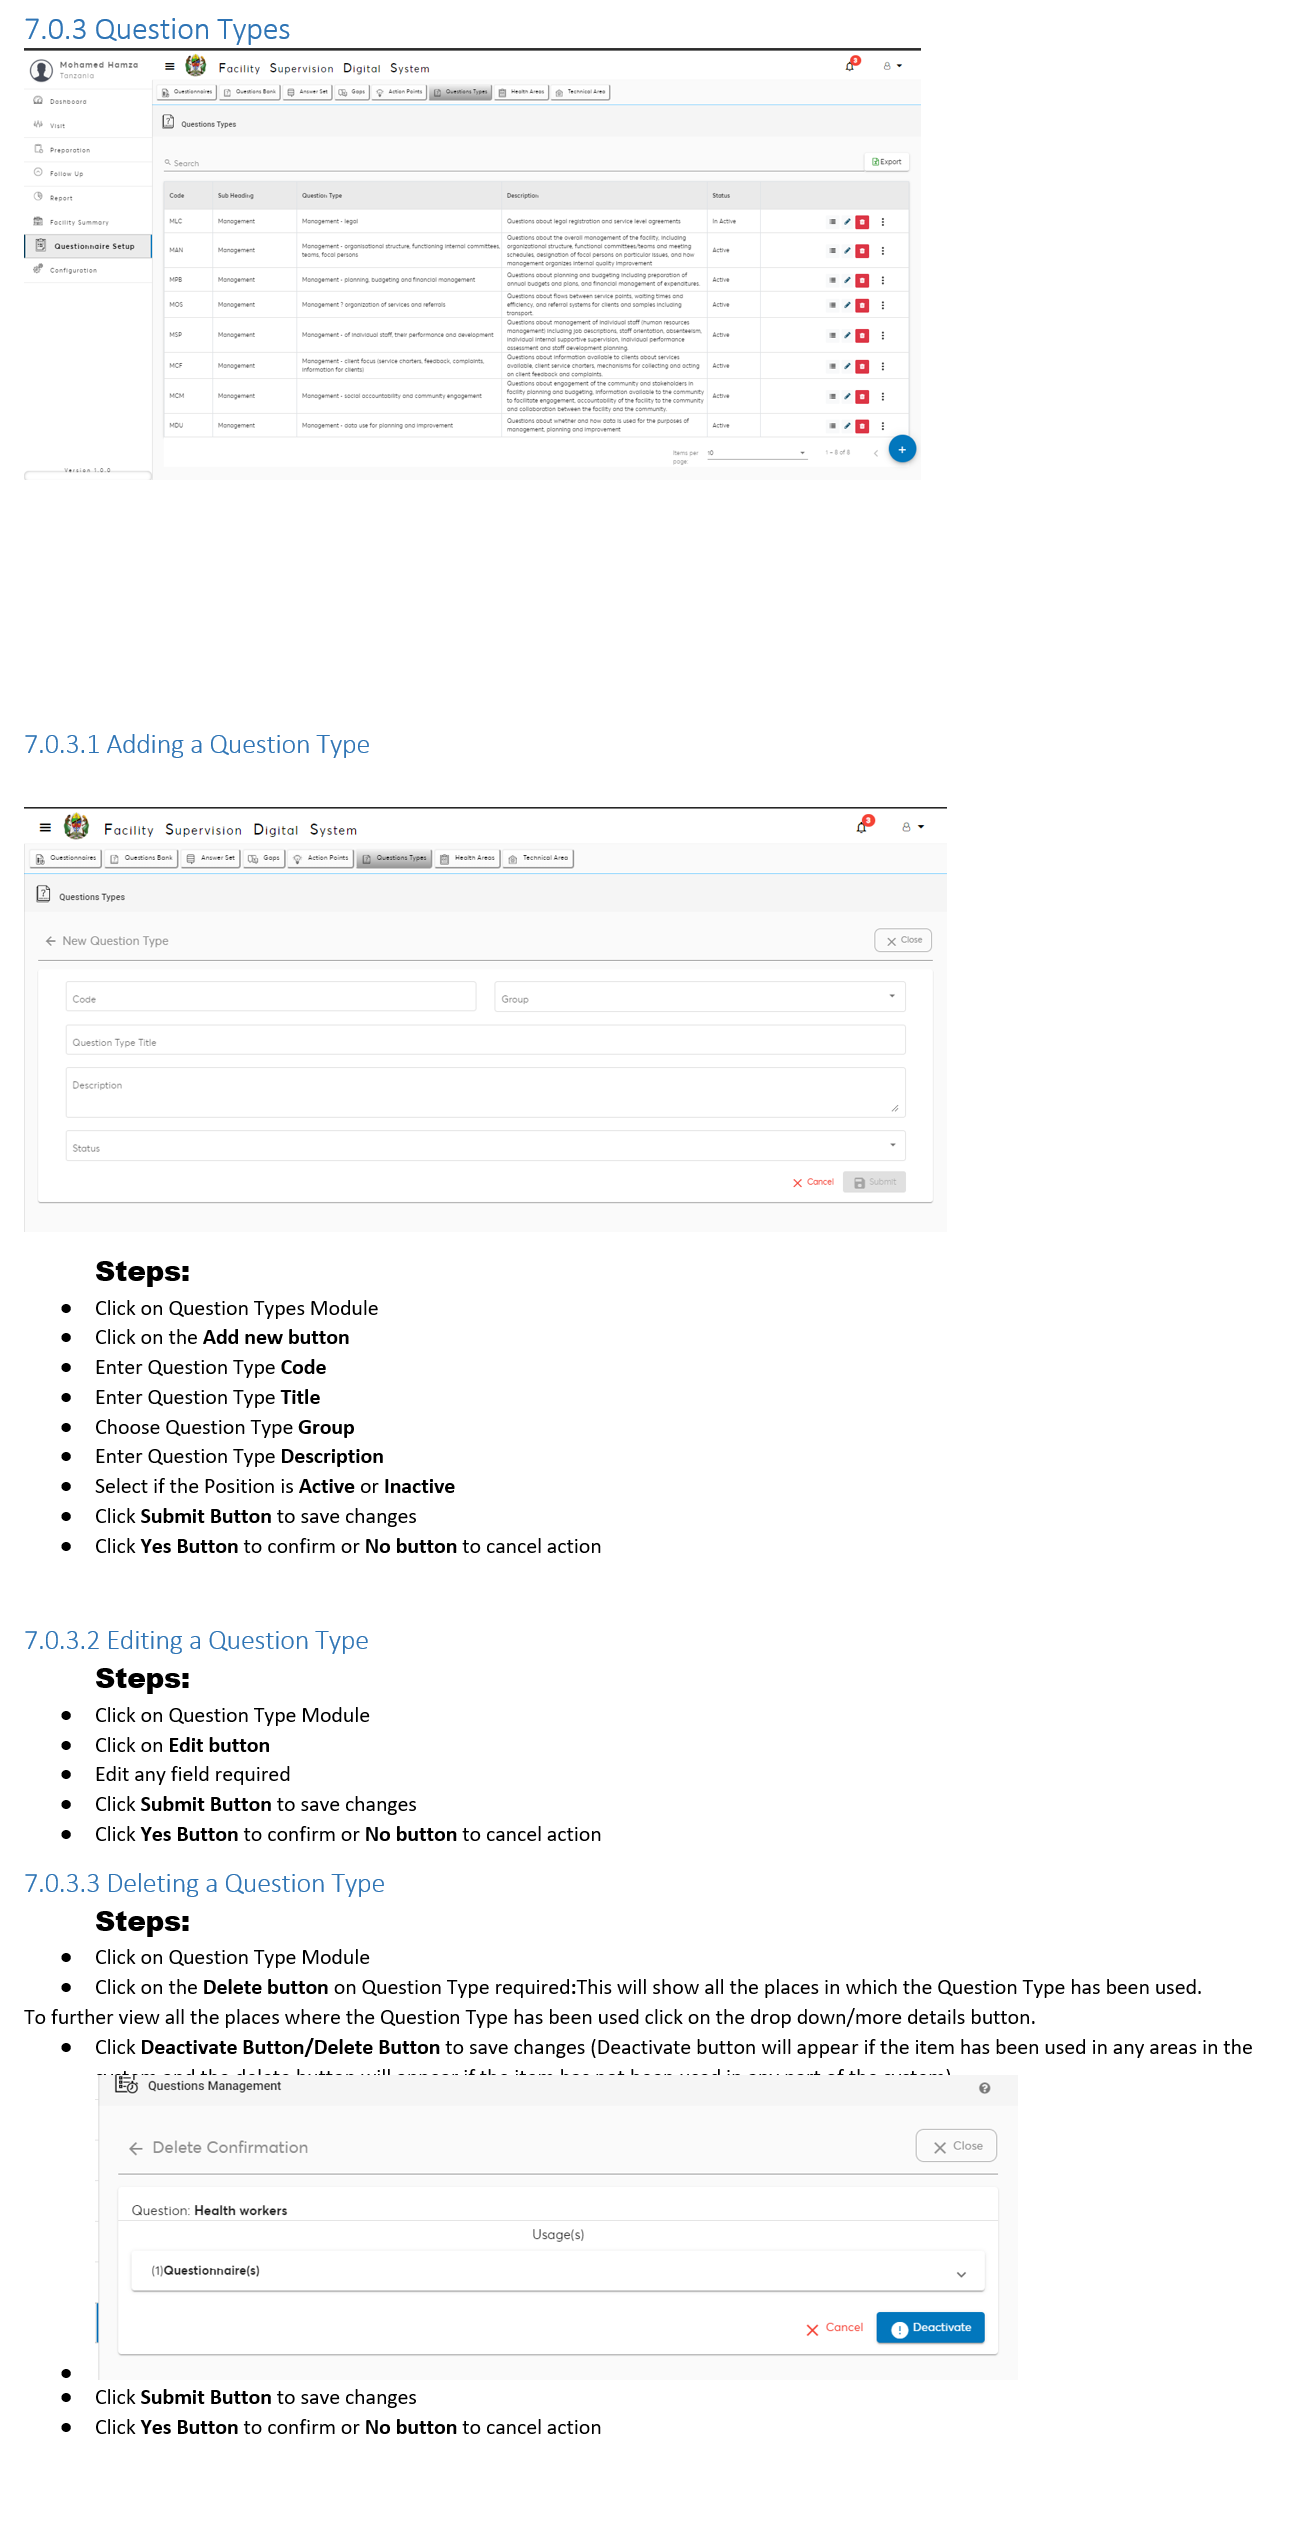 7.0.3 Question Types
Mohamed Hamza
Tanzania
Facility Supervision Digital System
3
Questionnaires
Questions Bank
Answer Set
Gaps
Action Points
Questions Types
Health Areas
Technical Area
Dashboard
Visit
Preparation
Follow Up
Report
Facility Summary
Questionnaire Setup
Configuration
Version 1.0.0
Questions Types
Search
Export
Code Sub Heading Question Type Description Status
MLC Management Management - legal Questions about legal registration and service level agreements In Active
MAN Management Management - organisational structure, functioning internal committees, teams, focal persons Questions about the overall management of the facility, including organizational structure, functional committees/teams and meeting schedules, designation of focal persons on particular issues, and how management organizes internal quality improvement Active
MPB Management Management - planning, budgeting and financial management Questions about planning and budgeting including preparation of annual budgets and plans, and financial management of expenditures. Active
MOS Management Management ? organization of services and referrals Questions about flows between service points, waiting times and efficiency, and referral systems for clients and samples including transport. Active
MSP Management Management - of individual staff, their performance and development Questions about management of individual staff (human resources management) including job descriptions, staff orientation, absenteeism, individual internal supportive supervision, individual performance assessment and staff development planning. Active
MCF Management Management - client focus (service charters, feedback, complaints, information for clients) Questions about information available to clients about services available, client service charters, mechanisms for collecting and acting on client feedback and complaints. Active
MCM Management Management - social accountability and community engagement Questions about engagement of the community and stakeholders in facility planning and budgeting, information available to the community to facilitate engagement, accountability of the facility to the community and collaboration between the facility and the community. Active
MDU Management Management - data use for planning and improvement Questions about whether and how data is used for the purposes of management, planning and improvement Active
Items per page: 10 1 – 8 of 8
+
7.0.3.1 Adding a Question Type
Facility Supervision Digital System
3
Questionnaires
Questions Bank
Answer Set
Gaps
Action Points
Questions Types
Health Areas
Technical Area
Questions Types
New Question Type
Close
Code
Group
Question Type Title
Description
Status
Cancel
Submit
Steps:
● Click on Question Types Module
● Click on the Add new button
● Enter Question Type Code
● Enter Question Type Title
● Choose Question Type Group
● Enter Question Type Description
● Select if the Position is Active or Inactive
● Click Submit Button to save changes
● Click Yes Button to confirm or No button to cancel action
7.0.3.2 Editing a Question Type
Steps:
● Click on Question Type Module
● Click on Edit button
● Edit any field required
● Click Submit Button to save changes
● Click Yes Button to confirm or No button to cancel action
7.0.3.3 Deleting a Question Type
Steps:
● Click on Question Type Module
● Click on the Delete button on Question Type required:This will show all the places in which the Question Type has been used.
To further view all the places where the Question Type has been used click on the drop down/more details button.
● Click Deactivate Button/Delete Button to save changes (Deactivate button will appear if the item has been used in any areas in the
system and the delete button will appear if the item has not been used in any part of the system)
Questions Management
Delete Confirmation
Close
Question: Health workers
Usage(s)
(1)Questionnaire(s)
Cancel
Deactivate
●
● Click Submit Button to save changes
● Click Yes Button to confirm or No button to cancel action